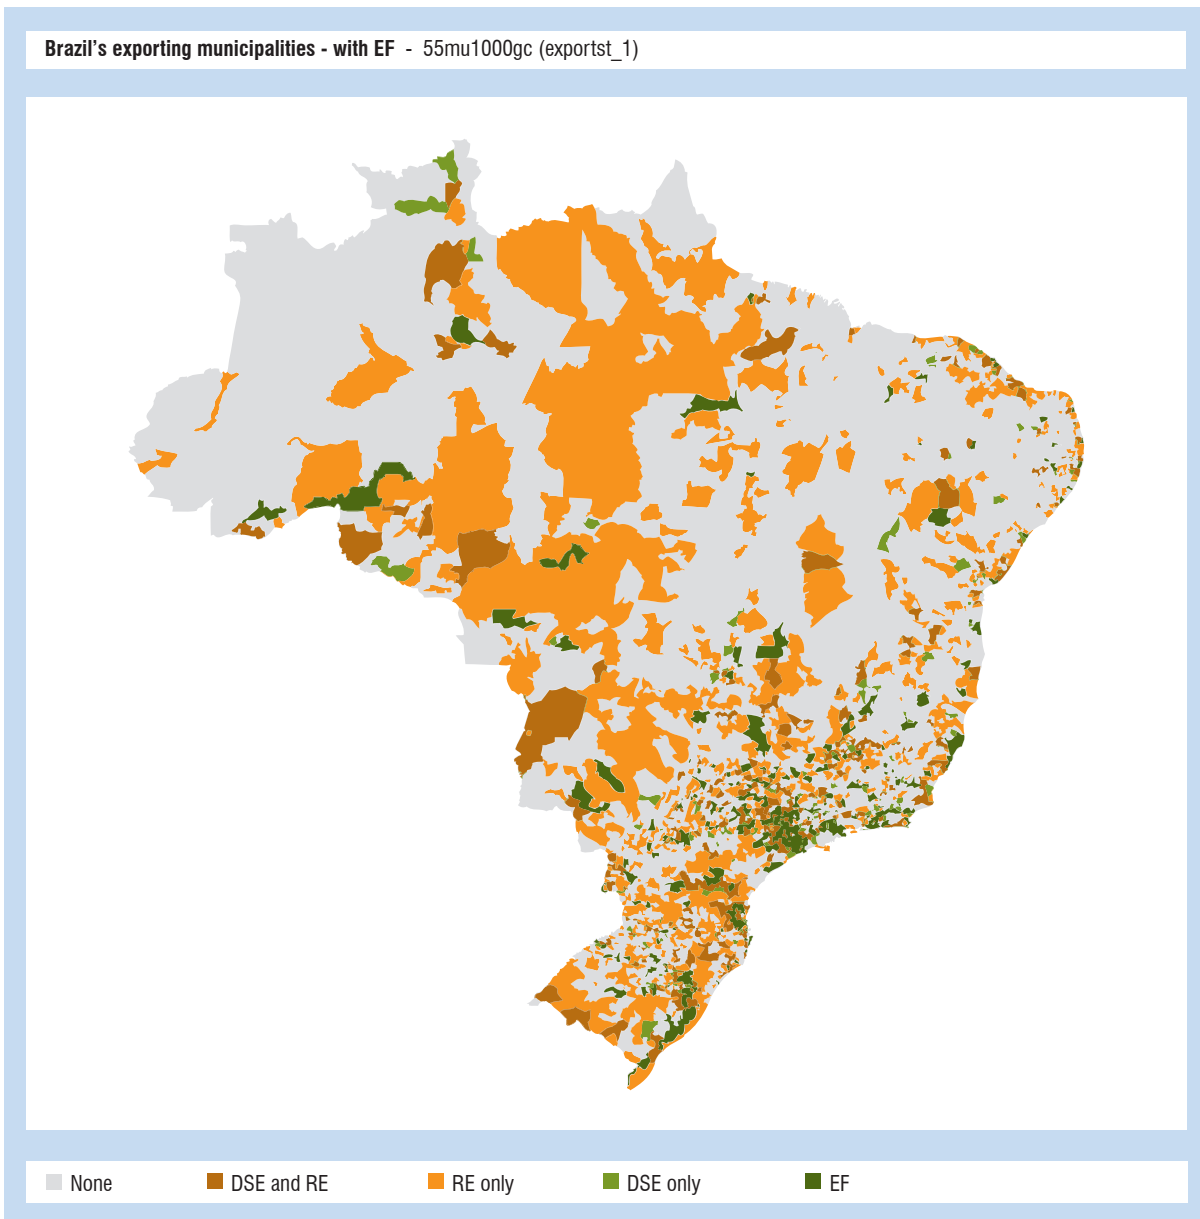 Brazil's exporting municipalities - with EF - 55mu1000gc (exportst_1)
None DSE and RE RE only DSE only EF